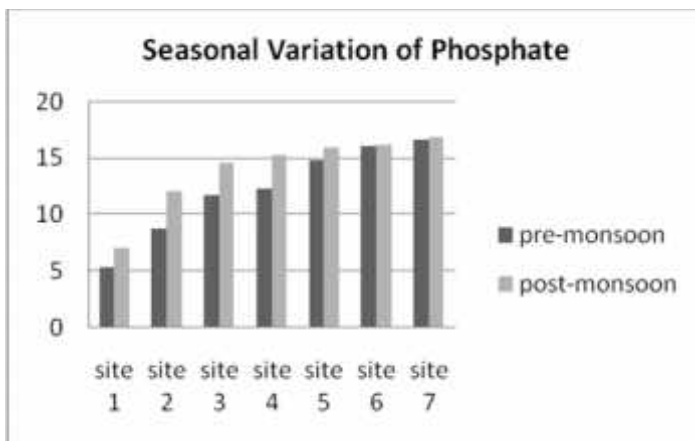 Seasonal Variation of Phosphate
20
15
10
5
0
pre-monsoon
post-monsoon
site site site site site site site
1 2 3 4 5 6 7